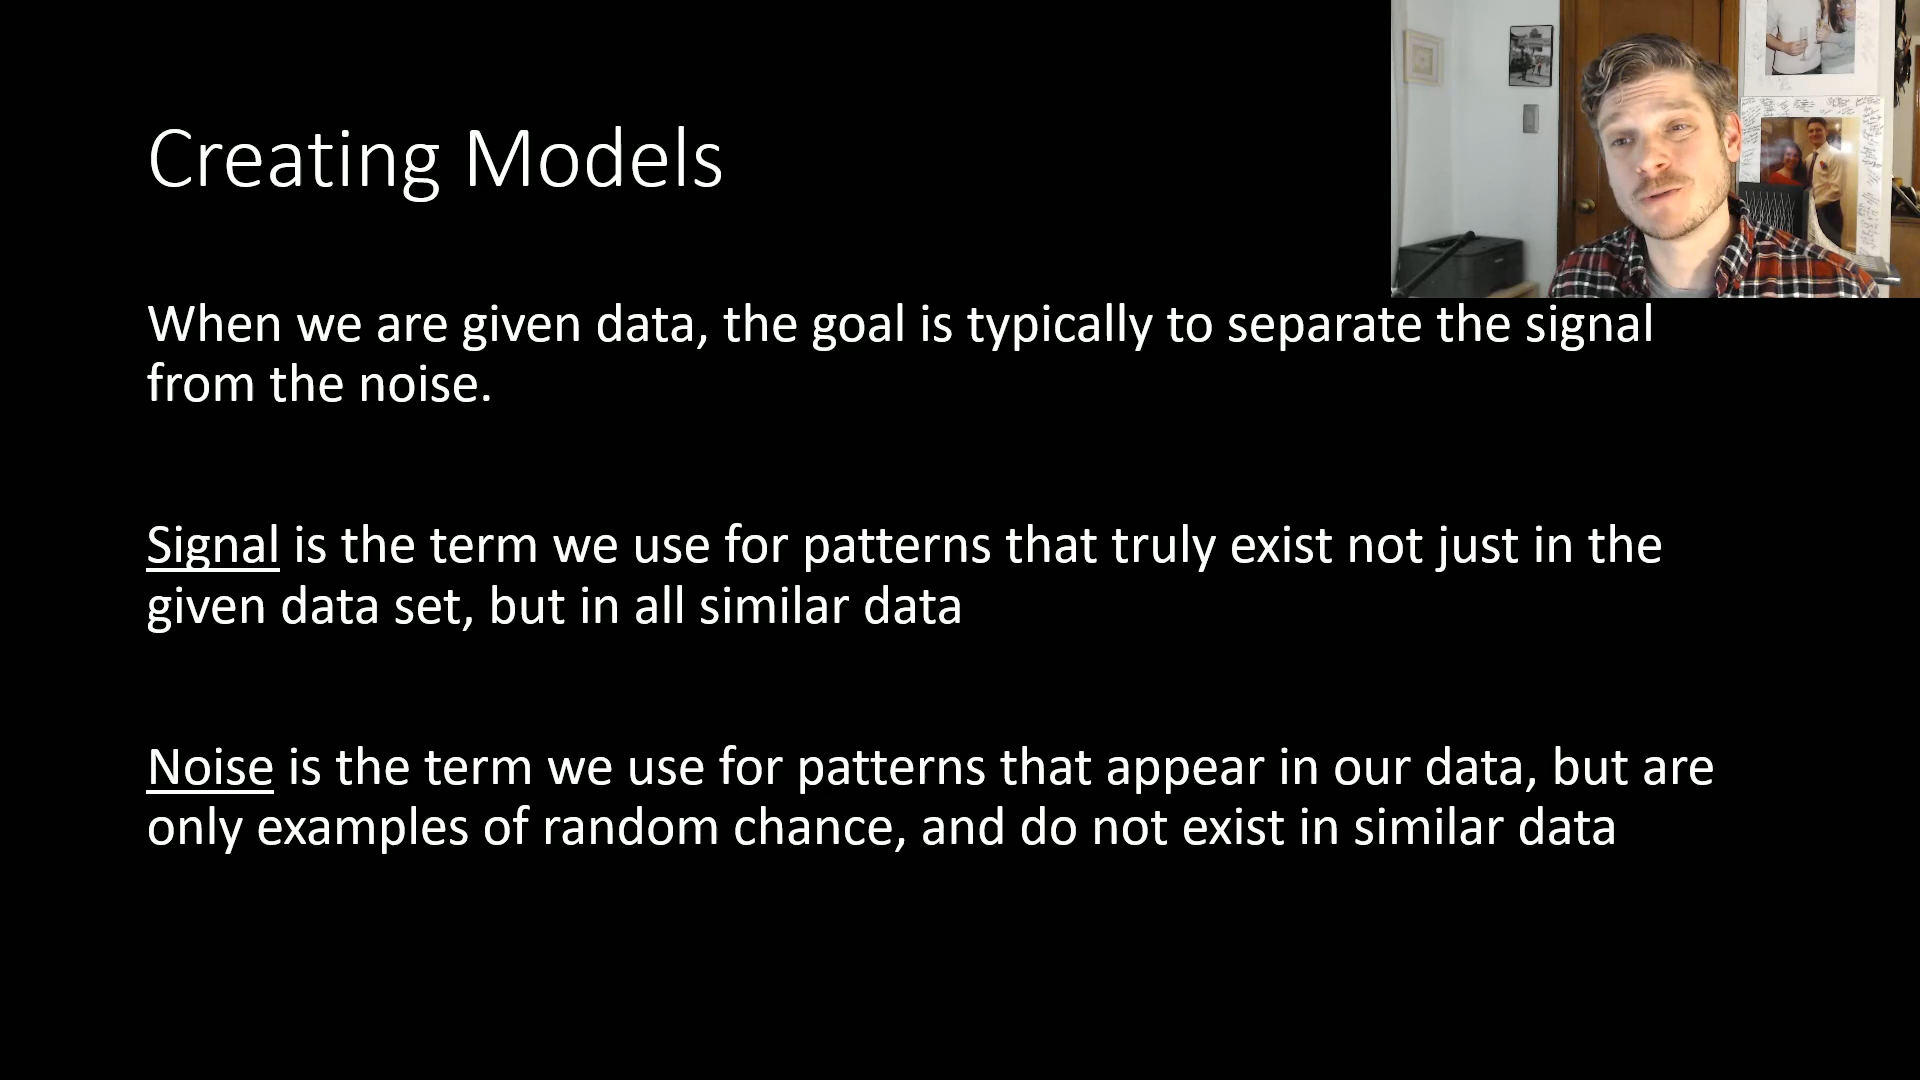 Creating Models
When we are given data, the goal is typically to separate the signal
from the noise.
Signal is the term we use for patterns that truly exist not just in the
given data set, but in all similar data
Noise is the term we use for patterns that appear in our data, but are
only examples of random chance, and do not exist in similar data